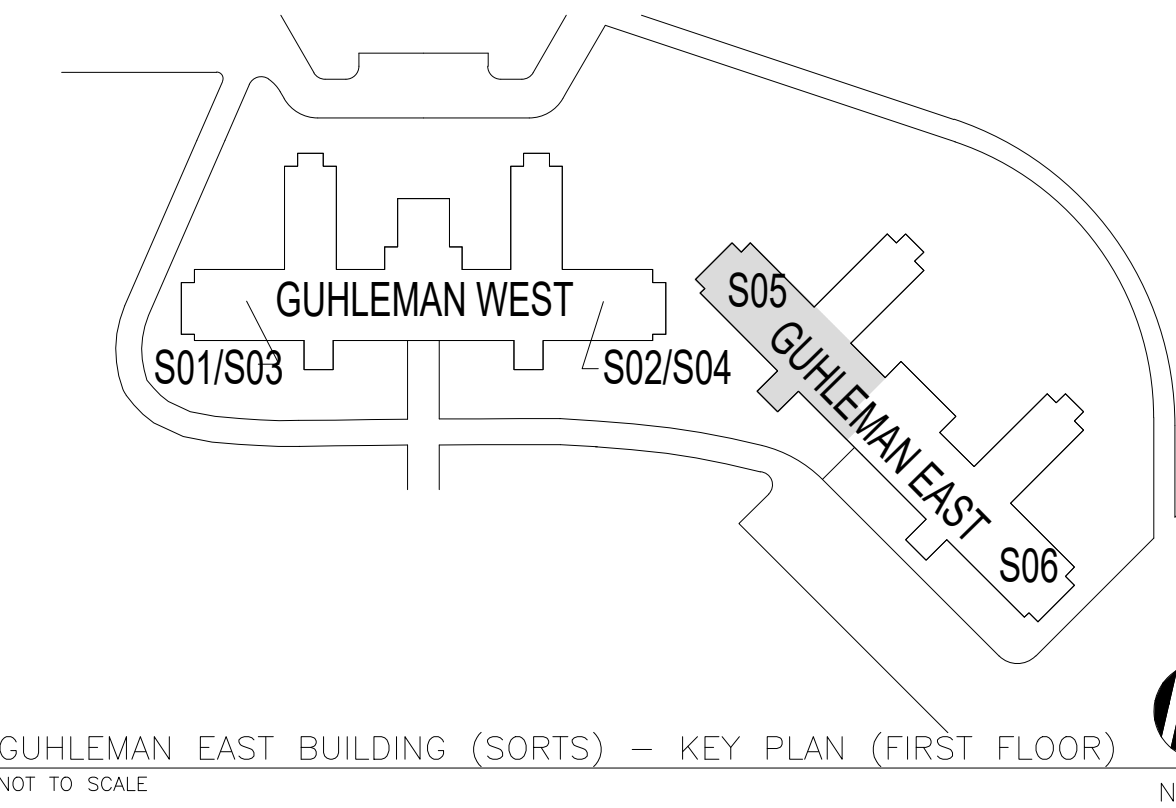 GUHLEMAN WEST
S01/S03
S02/S04
S05
GUHLEMAN EAST
S06
GUHLEMAN EAST BUILDING (SORTS) – KEY PLAN (FIRST FLOOR)
NOT TO SCALE
N